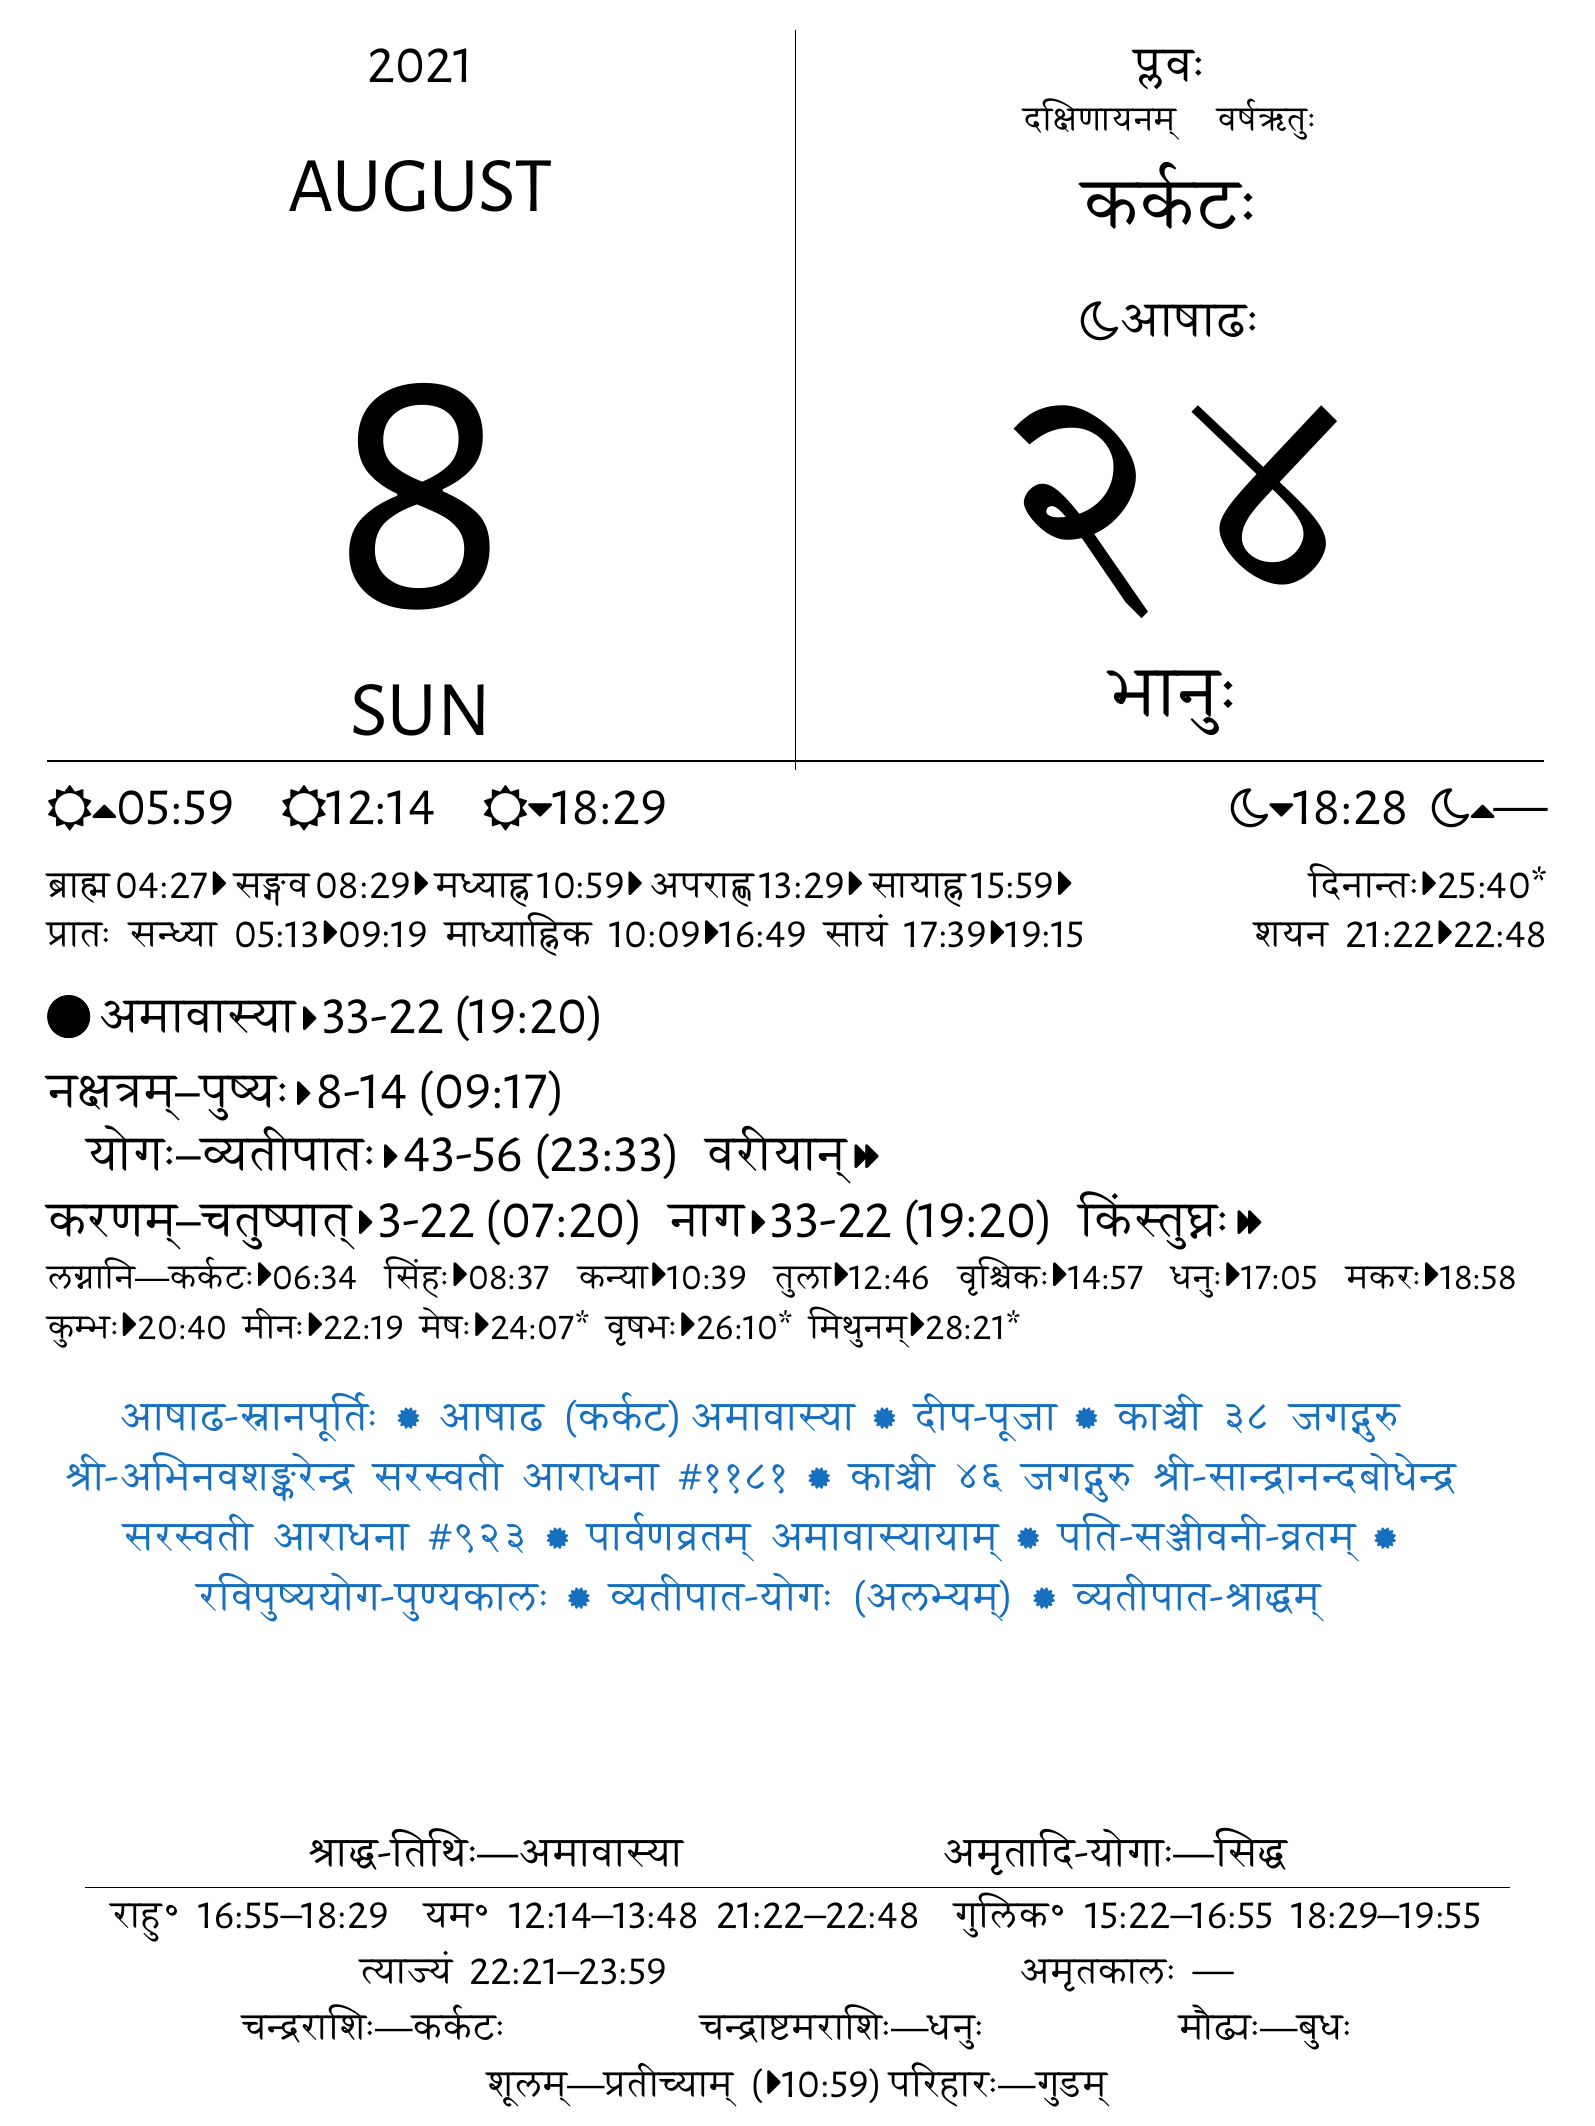 2021
AUGUST
8
SUN
प्लवः
दक्षिणायनम् वर्षऋतुः
कर्कटः
आषाढः
२४
भानुः
05:59 12:14 18:29 18:28 —
ब्राह्म 04:27 सङ्गव 08:29 मध्याह्न 10:59 अपराह्ण 13:29 सायाह्न 15:59 दिनान्तः 25:40*
प्रातः सन्ध्या 05:13 09:19 माध्याह्निक 10:09 16:49 सायं 17:39 19:15 शयन 21:22 22:48
अमावास्या 33-22 (19:20)
नक्षत्रम्–पुष्यः 8-14 (09:17)
योगः–व्यतीपातः 43-56 (23:33) वरीयान्
करणम्–चतुष्पात् 3-22 (07:20) नाग 33-22 (19:20) किंस्तुघ्नः
लग्नानि—कर्कटः 06:34 सिंहः 08:37 कन्या 10:39 तुला 12:46 वृश्चिकः 14:57 धनुः 17:05 मकरः 18:58
कुम्भः 20:40 मीनः 22:19 मेषः 24:07* वृषभः 26:10* मिथुनम् 28:21*
आषाढ-स्नानपूर्तिः ✹ आषाढ (कर्कट) अमावास्या ✹ दीप-पूजा ✹ काञ्ची ३८ जगद्गुरु
श्री-अभिनवशङ्करेन्द्र सरस्वती आराधना #११८१ ✹ काञ्ची ४६ जगद्गुरु श्री-सान्द्रानन्दबोधेन्द्र
सरस्वती आराधना #९२३ ✹ पार्वणव्रतम् अमावास्यायाम् ✹ पति-सञ्जीवनी-व्रतम् ✹
रविपुष्ययोग-पुण्यकालः ✹ व्यतीपात-योगः (अलभ्यम्) ✹ व्यतीपात-श्राद्धम्
श्राद्ध-तिथिः—अमावास्या अमृतादि-योगाः—सिद्ध
राहु॰ 16:55–18:29 यम॰ 12:14–13:48 21:22–22:48 गुलिक॰ 15:22–16:55 18:29–19:55
त्याज्यं 22:21–23:59 अमृतकालः —
चन्द्रराशिः—कर्कटः चन्द्राष्टमराशिः—धनुः मौढ्यः—बुधः
शूलम्—प्रतीच्याम् (10:59) परिहारः—गुडम्